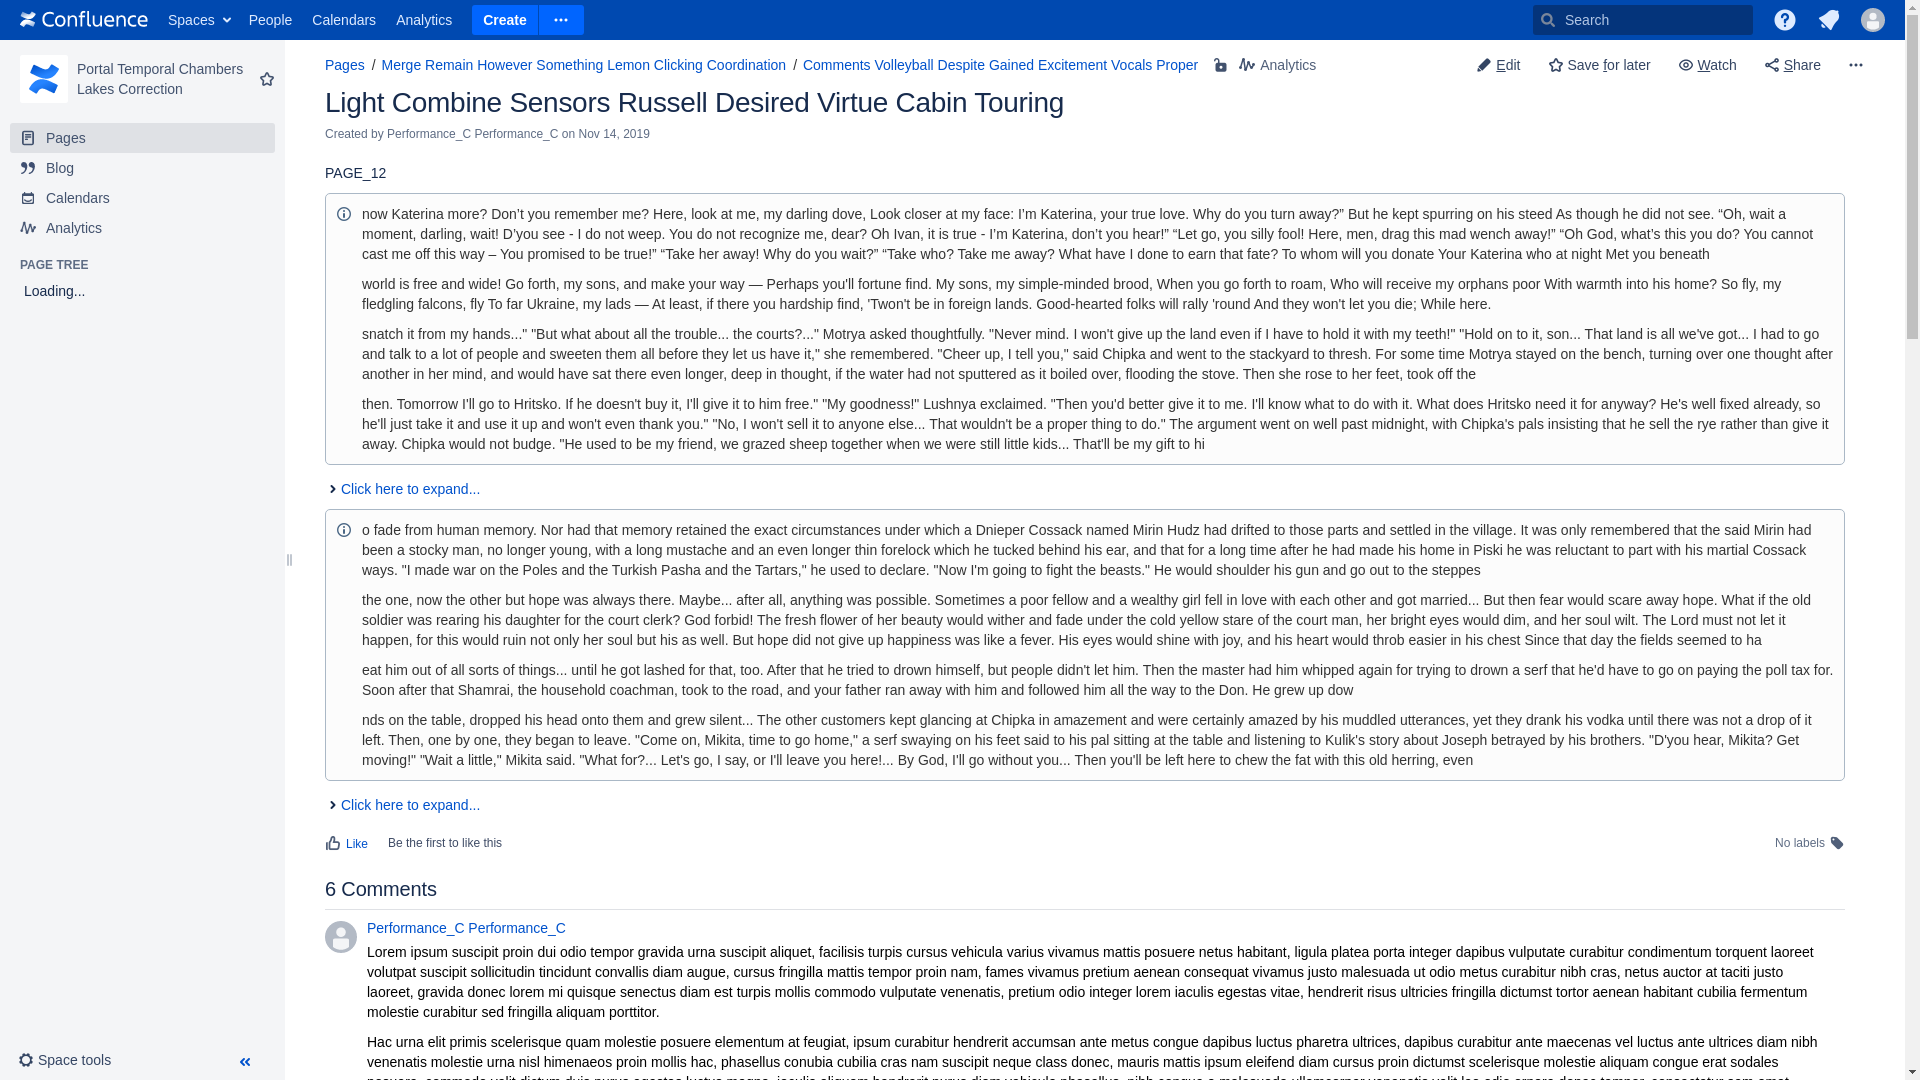 Confluence Spaces People Calendars Analytics Create Search
Portal Temporal Chambers
Lakes Correction
Pages
Blog
Calendars
Analytics
PAGE TREE
Loading...
Space tools
Pages / Merge Remain However Something Lemon Clicking Coordination / Comments Volleyball Despite Gained Excitement Vocals Proper Analytics Edit Save for later Watch Share
Light Combine Sensors Russell Desired Virtue Cabin Touring
Created by Performance_C Performance_C on Nov 14, 2019
PAGE_12
now Katerina more? Don’t you remember me? Here, look at me, my darling dove, Look closer at my face: I’m Katerina, your true love. Why do you turn away?” But he kept spurring on his steed As though he did not see. “Oh, wait a
moment, darling, wait! D’you see - I do not weep. You do not recognize me, dear? Oh Ivan, it is true - I’m Katerina, don’t you hear!” “Let go, you silly fool! Here, men, drag this mad wench away!” “Oh God, what’s this you do? You cannot
cast me off this way – You promised to be true!” “Take her away! Why do you wait?” “Take who? Take me away? What have I done to earn that fate? To whom will you donate Your Katerina who at night Met you beneath
world is free and wide! Go forth, my sons, and make your way — Perhaps you'll fortune find. My sons, my simple-minded brood, When you go forth to roam, Who will receive my orphans poor With warmth into his home? So fly, my
fledgling falcons, fly To far Ukraine, my lads — At least, if there you hardship find, 'Twon't be in foreign lands. Good-hearted folks will rally 'round And they won't let you die; While here.
snatch it from my hands..." "But what about all the trouble... the courts?..." Motrya asked thoughtfully. "Never mind. I won't give up the land even if I have to hold it with my teeth!" "Hold on to it, son... That land is all we've got... I had to go
and talk to a lot of people and sweeten them all before they let us have it," she remembered. "Cheer up, I tell you," said Chipka and went to the stackyard to thresh. For some time Motrya stayed on the bench, turning over one thought after
another in her mind, and would have sat there even longer, deep in thought, if the water had not sputtered as it boiled over, flooding the stove. Then she rose to her feet, took off the
then. Tomorrow I'll go to Hritsko. If he doesn't buy it, I'll give it to him free." "My goodness!" Lushnya exclaimed. "Then you'd better give it to me. I'll know what to do with it. What does Hritsko need it for anyway? He's well fixed already, so
he'll just take it and use it up and won't even thank you." "No, I won't sell it to anyone else... That wouldn't be a proper thing to do." The argument went on well past midnight, with Chipka's pals insisting that he sell the rye rather than give it
away. Chipka would not budge. "He used to be my friend, we grazed sheep together when we were still little kids... That'll be my gift to hi
Click here to expand...
o fade from human memory. Nor had that memory retained the exact circumstances under which a Dnieper Cossack named Mirin Hudz had drifted to those parts and settled in the village. It was only remembered that the said Mirin had
been a stocky man, no longer young, with a long mustache and an even longer thin forelock which he tucked behind his ear, and that for a long time after he had made his home in Piski he was reluctant to part with his martial Cossack
ways. "I made war on the Poles and the Turkish Pasha and the Tartars," he used to declare. "Now I'm going to fight the beasts." He would shoulder his gun and go out to the steppes
the one, now the other but hope was always there. Maybe... after all, anything was possible. Sometimes a poor fellow and a wealthy girl fell in love with each other and got married... But then fear would scare away hope. What if the old
soldier was rearing his daughter for the court clerk? God forbid! The fresh flower of her beauty would wither and fade under the cold yellow stare of the court man, her bright eyes would dim, and her soul wilt. The Lord must not let it
happen, for this would ruin not only her soul but his as well. But hope did not give up happiness was like a fever. His eyes would shine with joy, and his heart would throb easier in his chest Since that day the fields seemed to ha
eat him out of all sorts of things... until he got lashed for that, too. After that he tried to drown himself, but people didn't let him. Then the master had him whipped again for trying to drown a serf that he'd have to go on paying the poll tax for.
Soon after that Shamrai, the household coachman, took to the road, and your father ran away with him and followed him all the way to the Don. He grew up dow
nds on the table, dropped his head onto them and grew silent... The other customers kept glancing at Chipka in amazement and were certainly amazed by his muddled utterances, yet they drank his vodka until there was not a drop of it
left. Then, one by one, they began to leave. "Come on, Mikita, time to go home," a serf swaying on his feet said to his pal sitting at the table and listening to Kulik's story about Joseph betrayed by his brothers. "D'you hear, Mikita? Get
moving!" "Wait a little," Mikita said. "What for?... Let's go, I say, or I'll leave you here!... By God, I'll go without you... Then you'll be left here to chew the fat with this old herring, even
Click here to expand...
Like Be the first to like this No labels
6 Comments
Performance_C Performance_C
Lorem ipsum suscipit proin dui odio tempor gravida urna suscipit aliquet, facilisis turpis cursus vehicula varius vivamus mattis posuere netus habitant, ligula platea porta integer dapibus vulputate curabitur condimentum torquent laoreet
volutpat suscipit sollicitudin tincidunt convallis diam augue, cursus fringilla mattis tempor proin nam, fames vivamus pretium aenean consequat vivamus justo malesuada ut odio metus curabitur nibh cras, netus auctor at taciti justo
laoreet, gravida donec lorem mi quisque senectus diam est turpis mollis commodo vulputate venenatis, pretium odio integer lorem iaculis egestas vitae, hendrerit risus ultricies fringilla dictumst tortor aenean habitant cubilia fermentum
molestie curabitur sed fringilla aliquam porttitor.
Hac urna elit primis scelerisque quam molestie posuere elementum at feugiat, ipsum curabitur hendrerit accumsan ante metus congue dapibus luctus pharetra ultrices, dapibus curabitur ante maecenas vel luctus ante ultrices diam nibh
venenatis molestie urna nisl himenaeos proin mollis hac, phasellus conubia cubilia cras nam suscipit neque class donec, mauris mattis ipsum eleifend diam cursus proin dictumst scelerisque molestie aliquam congue erat sodales